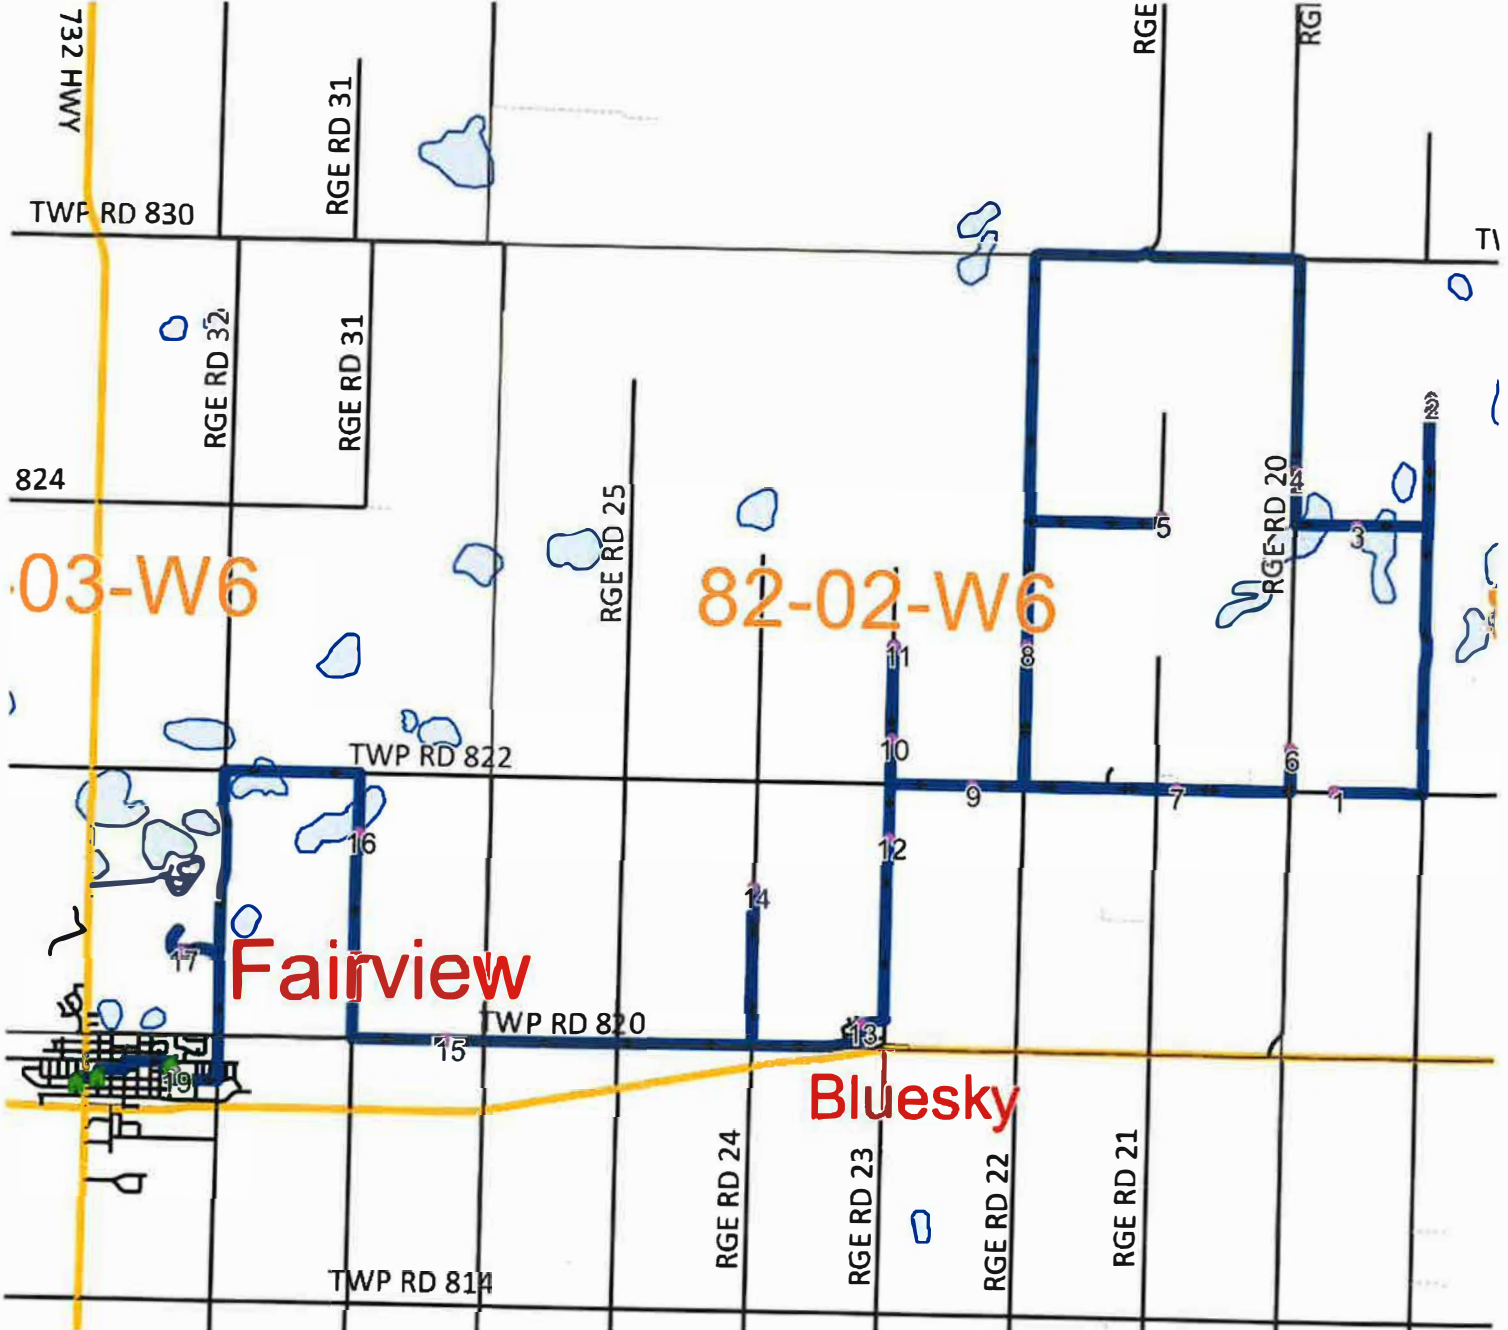 732 HWY
RGE RD 31
RGE
TWP RD 830
RGE RD 32
RGE RD 31
824
RGE RD 25
RGE RD 20
4
5
3
-03-W6
82-02-W6
11
8
10
6
TWP RD 822
9
7
1
16
12
14
17
Fairview
TWP RD 820
15
13
19
Bluesky
RGE RD 24
RGE RD 23
RGE RD 22
RGE RD 21
TWP RD 814